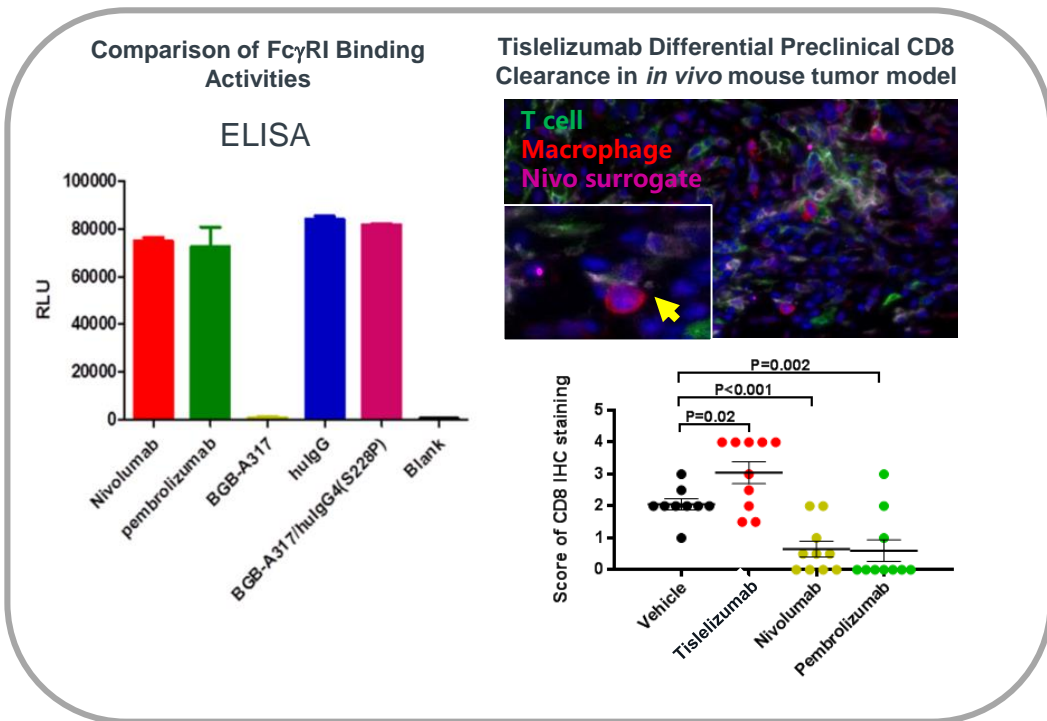 Comparison of FcγRI Binding
Activities
ELISA
100000
80000
60000
40000
20000
0
RLU
Nivolumab
pembrolizumab
BGB-A317
huIgG
BGB-A317/huIgG4(S228P)
Blank
Tislelizumab Differential Preclinical CD8
Clearance in in vivo mouse tumor model
T cell
Macrophage
Nivo surrogate
P=0.002
P<0.001
P=0.02
5
4
3
2
1
0
Score of CD8 IHC staining
Vehicle
Tislelizumab
Nivolumab
Pembrolizumab